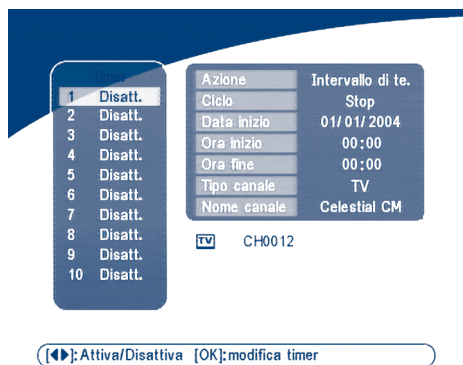 Timer
1 Disatt.
2 Disatt.
3 Disatt.
4 Disatt.
5 Disatt.
6 Disatt.
7 Disatt.
8 Disatt.
9 Disatt.
10 Disatt.
Azione Intervallo di te.
Ciclo Stop
Data inizio 01/01/2004
Ora inizio 00:00
Ora fine 00:00
Tipo canale TV
Nome canale Celestial CM
TV CH0012
[◀▶]: Attiva/Disattiva [OK]: modifica timer